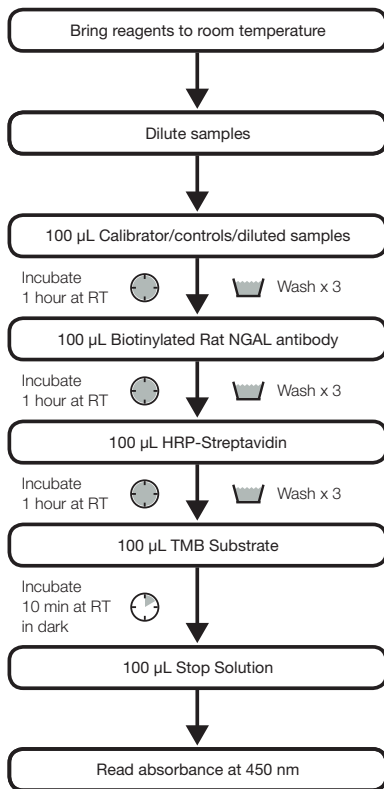 Bring reagents to room temperature
Dilute samples
100 µL Calibrator/controls/diluted samples
Incubate
1 hour at RT
Wash x 3
100 µL Biotinylated Rat NGAL antibody
Incubate
1 hour at RT
Wash x 3
100 µL HRP-Streptavidin
Incubate
1 hour at RT
Wash x 3
100 µL TMB Substrate
Incubate
10 min at RT
in dark
100 µL Stop Solution
Read absorbance at 450 nm